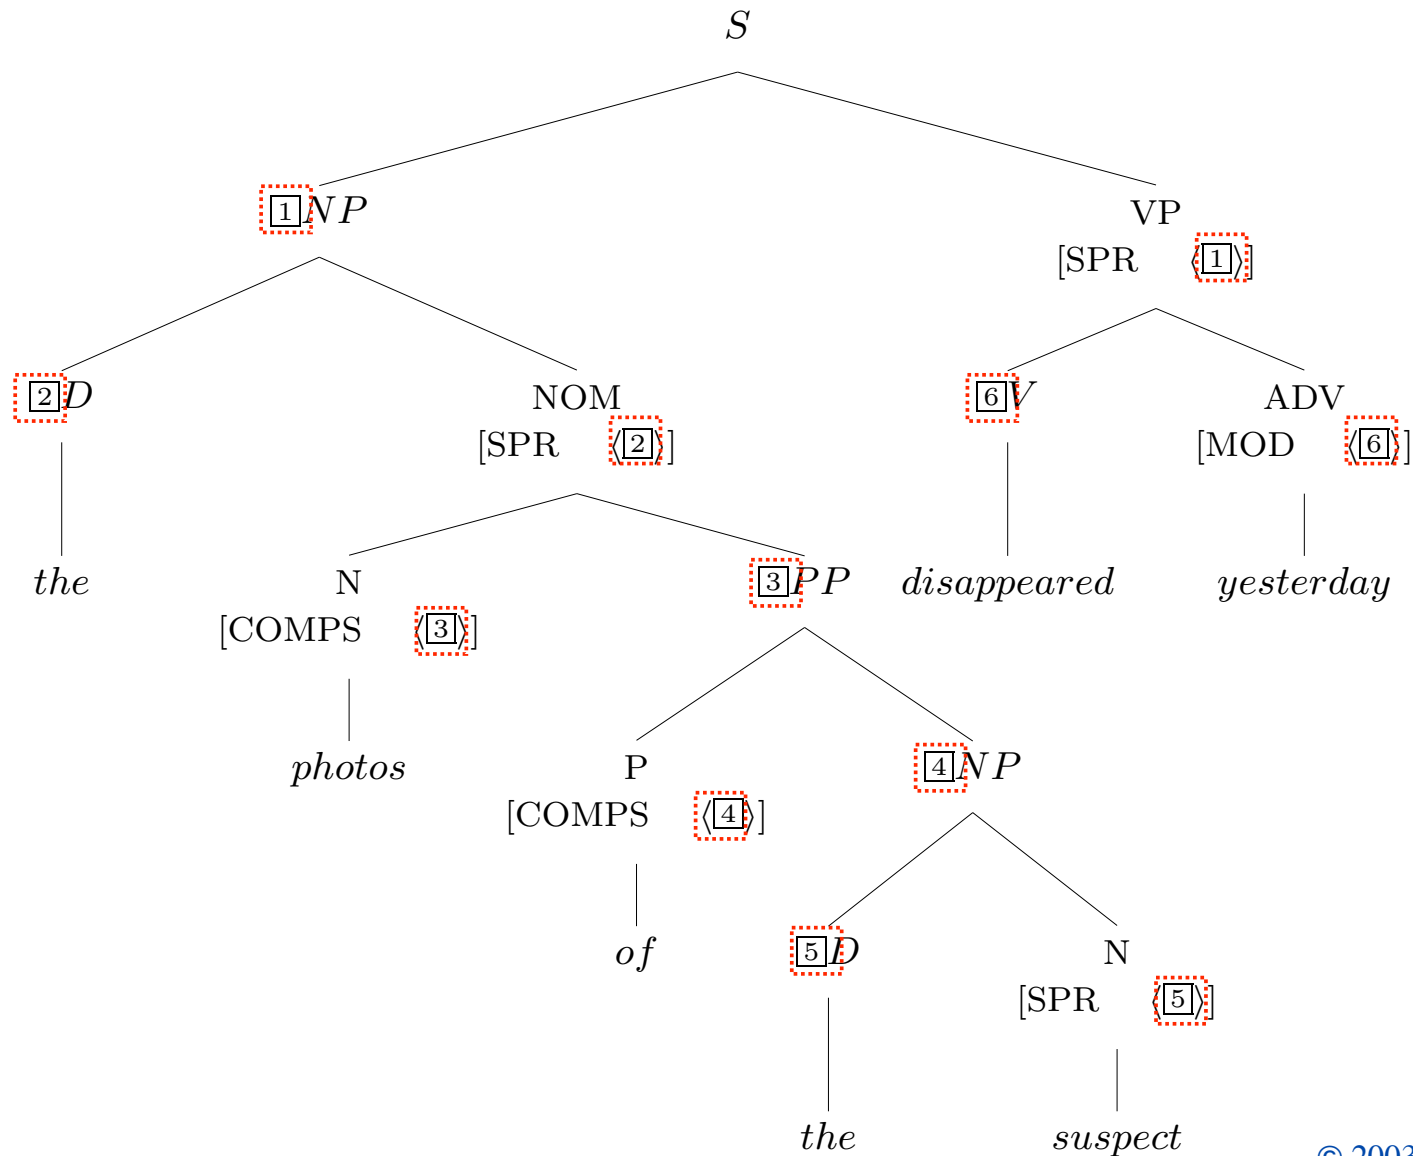 S
1 NP VP
[SPR ⟨1⟩]
2 D NOM 6 V ADV
[SPR ⟨2⟩] [MOD ⟨6⟩]
the N 3 PP disappeared yesterday
[COMPS ⟨3⟩]
photos P 4 NP
[COMPS ⟨4⟩]
of 5 D N
[SPR ⟨5⟩]
the suspect
© 2003